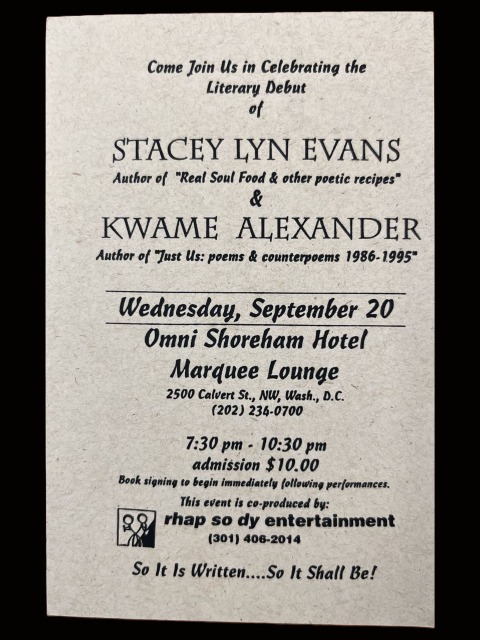 Come Join Us in Celebrating the
Literary Debut
of
STACEY LYN EVANS
Author of "Real Soul Food & other poetic recipes"
&
KWAME ALEXANDER
Author of "Just Us: poems & counterpoems 1986-1995"
Wednesday, September 20
Omni Shoreham Hotel
Marquee Lounge
2500 Calvert St., NW, Wash., D.C.
(202) 234-0700
7:30 pm - 10:30 pm
admission $10.00
Book signing to begin immediately following performances.
This event is co-produced by:
rhap so dy entertainment
(301) 406-2014
So It Is Written....So It Shall Be!